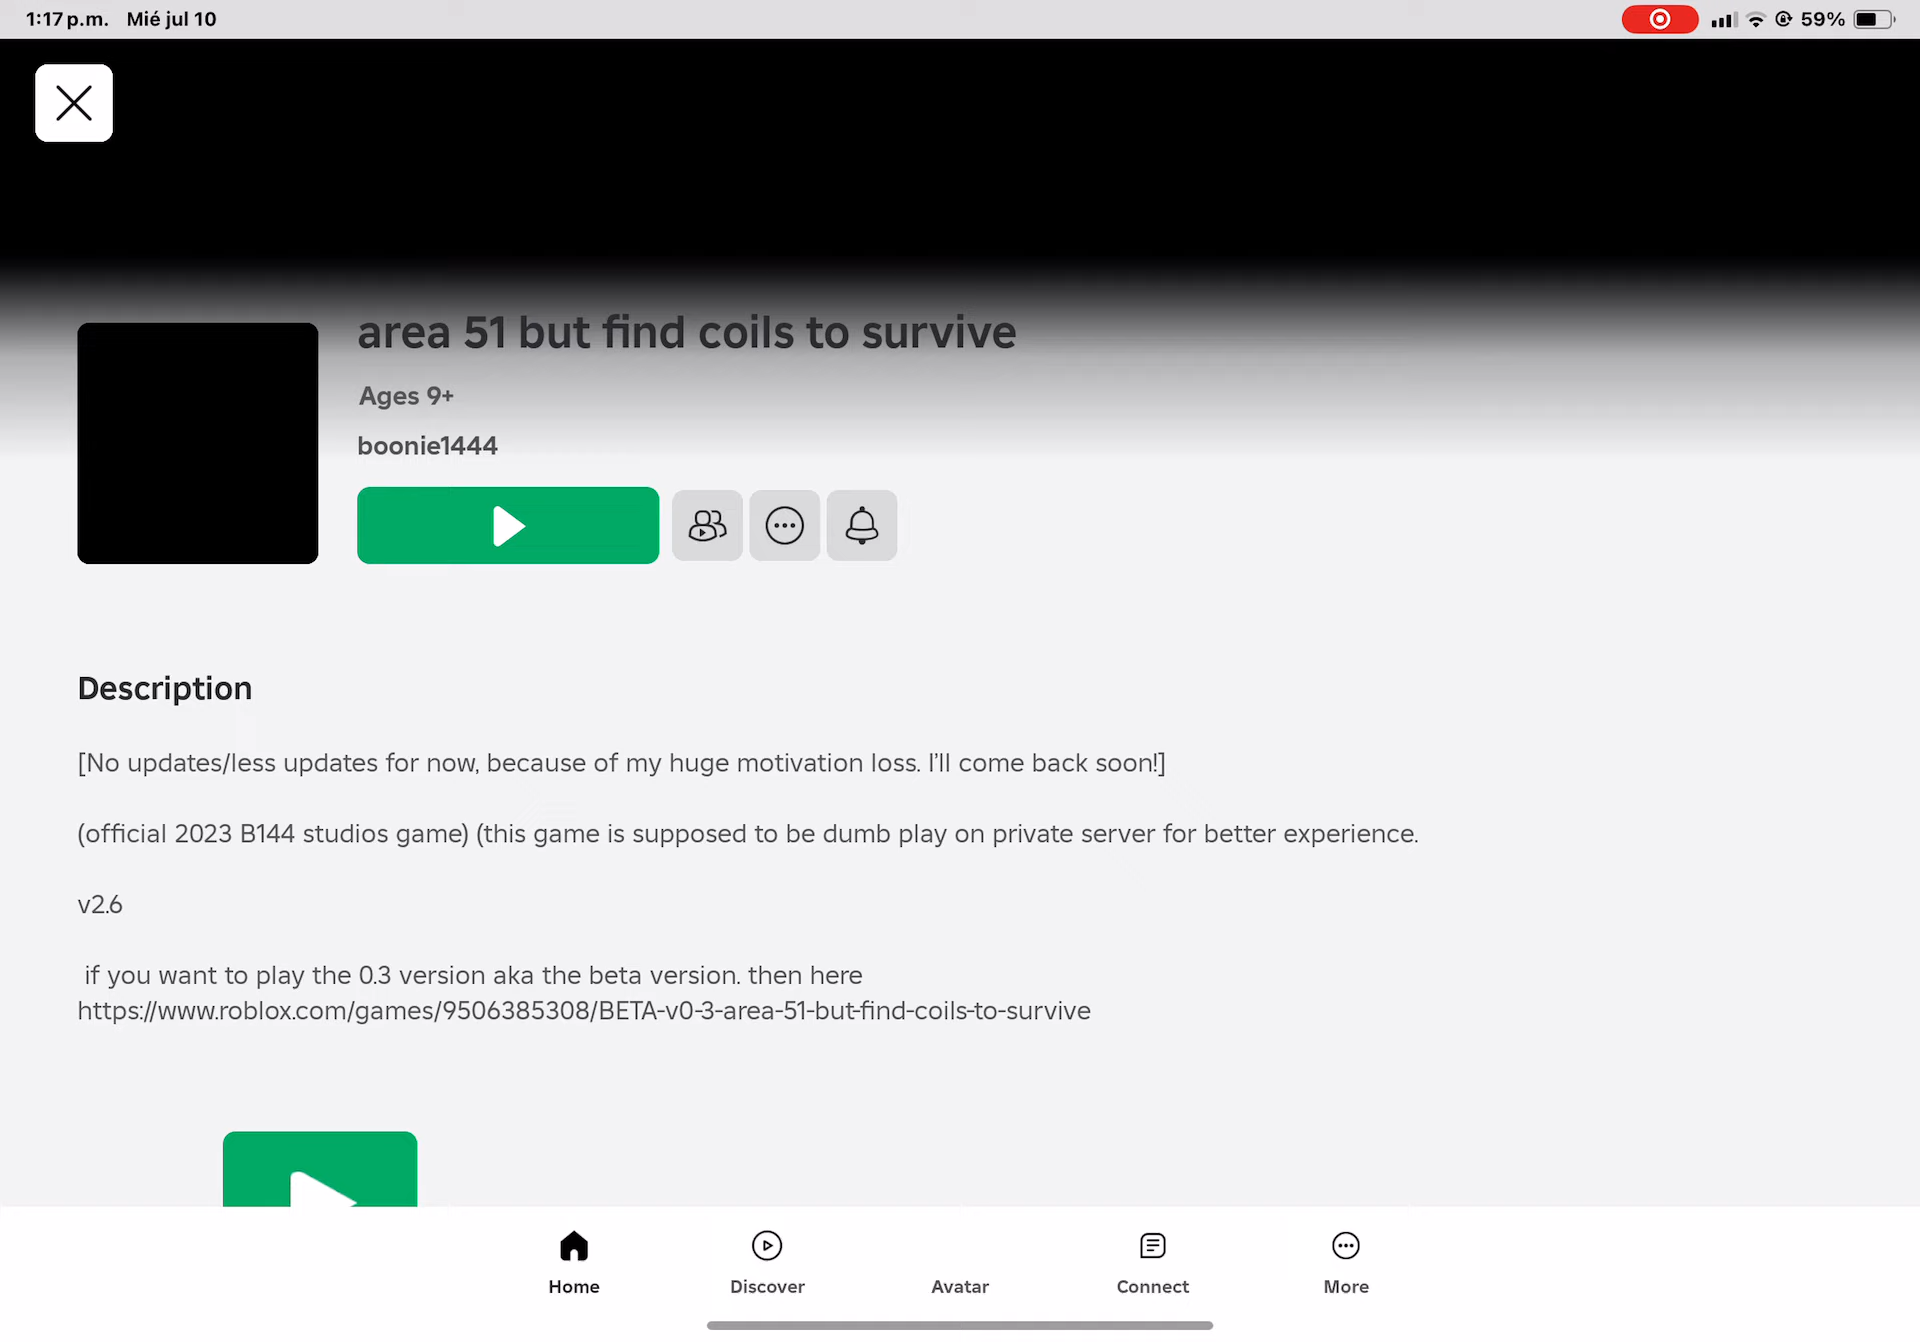 1:17 p.m. Mié jul 10 59%
area 51 but find coils to survive
Ages 9+
boonie1444
Description
[No updates/less updates for now, because of my huge motivation loss. I'll come back soon!]
(official 2023 B144 studios game) (this game is supposed to be dumb play on private server for better experience.
v2.6
if you want to play the 0.3 version aka the beta version. then here
https://www.roblox.com/games/9506385308/BETA-v0-3-area-51-but-find-coils-to-survive
Home Discover Avatar Connect More